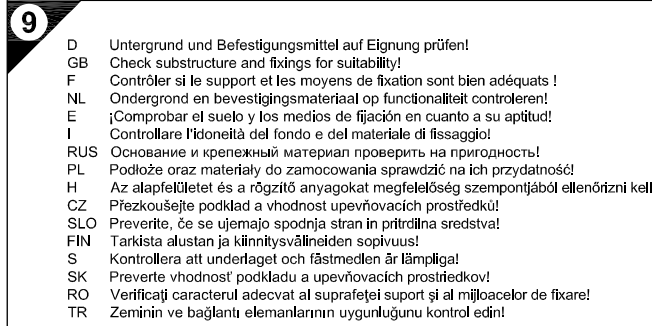 9
D Untergrund und Befestigungsmittel auf Eignung prüfen!
GB Check substructure and fixings for suitability!
F Contrôler si le support et les moyens de fixation sont bien adéquats !
NL Ondergrond en bevestigingsmateriaal op functionaliteit controleren!
E ¡Comprobar el suelo y los medios de fijación en cuanto a su aptitud!
I Controllare l'idoneità del fondo e del materiale di fissaggio!
RUS Основание и крепежный материал проверить на пригодность!
PL Podłoże oraz materiały do zamocowania sprawdzić na ich przydatność!
H Az alapfelületet és a rögzítő anyagokat megfelelőség szempontjából ellenőrizni kell
CZ Přezkoušejte podklad a vhodnost upevňovacích prostředků!
SLO Preverite, če se ujemajo spodnja stran in pritrdilna sredstva!
FIN Tarkista alustan ja kiinnitysvälineiden sopivuus!
S Kontrollera att underlaget och fästmedlen är lämpliga!
SK Preverte vhodnosť podkladu a upevňovacích prostriedkov!
RO Verificaţi caracterul adecvat al suprafeţei suport şi al mijloacelor de fixare!
TR Zeminin ve bağlantı elemanlarının uygunluğunu kontrol edin!